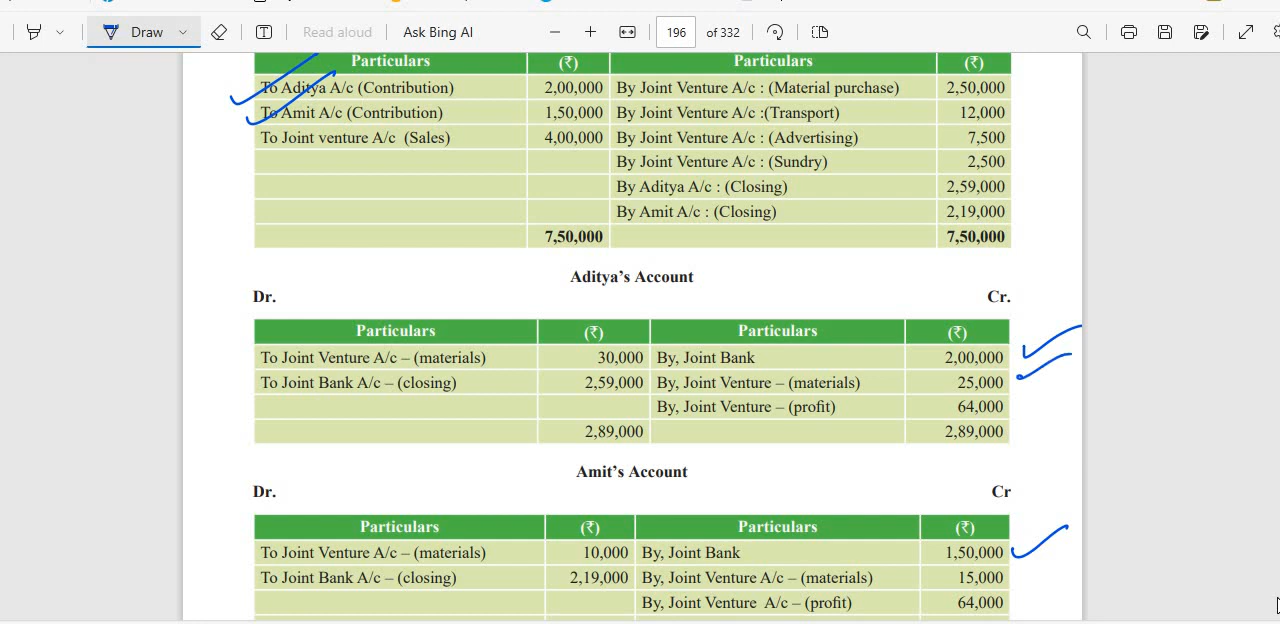 Draw Read aloud Ask Bing AI 196 of 332
Particulars (₹) Particulars (₹)
To Aditya A/c (Contribution) 2,00,000 By Joint Venture A/c : (Material purchase) 2,50,000
To Amit A/c (Contribution) 1,50,000 By Joint Venture A/c :(Transport) 12,000
To Joint venture A/c (Sales) 4,00,000 By Joint Venture A/c : (Advertising) 7,500
By Joint Venture A/c : (Sundry) 2,500
By Aditya A/c : (Closing) 2,59,000
By Amit A/c : (Closing) 2,19,000
7,50,000 7,50,000
Aditya’s Account
Dr. Cr.
Particulars (₹) Particulars (₹)
To Joint Venture A/c – (materials) 30,000 By, Joint Bank 2,00,000
To Joint Bank A/c – (closing) 2,59,000 By, Joint Venture – (materials) 25,000
By, Joint Venture – (profit) 64,000
2,89,000 2,89,000
Amit’s Account
Dr. Cr
Particulars (₹) Particulars (₹)
To Joint Venture A/c – (materials) 10,000 By, Joint Bank 1,50,000
To Joint Bank A/c – (closing) 2,19,000 By, Joint Venture A/c – (materials) 15,000
By, Joint Venture A/c – (profit) 64,000